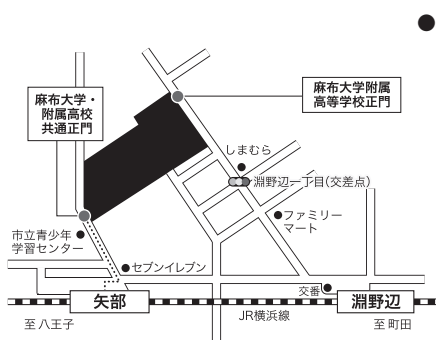 麻布大学・
附属高校
共通正門
麻布大学附属
高等学校正門
しまむら
淵野辺一丁目(交差点)
ファミリー
マート
市立青少年
学習センター
セブンイレブン
交番
矢部
淵野辺
至 八王子
JR横浜線
至 町田